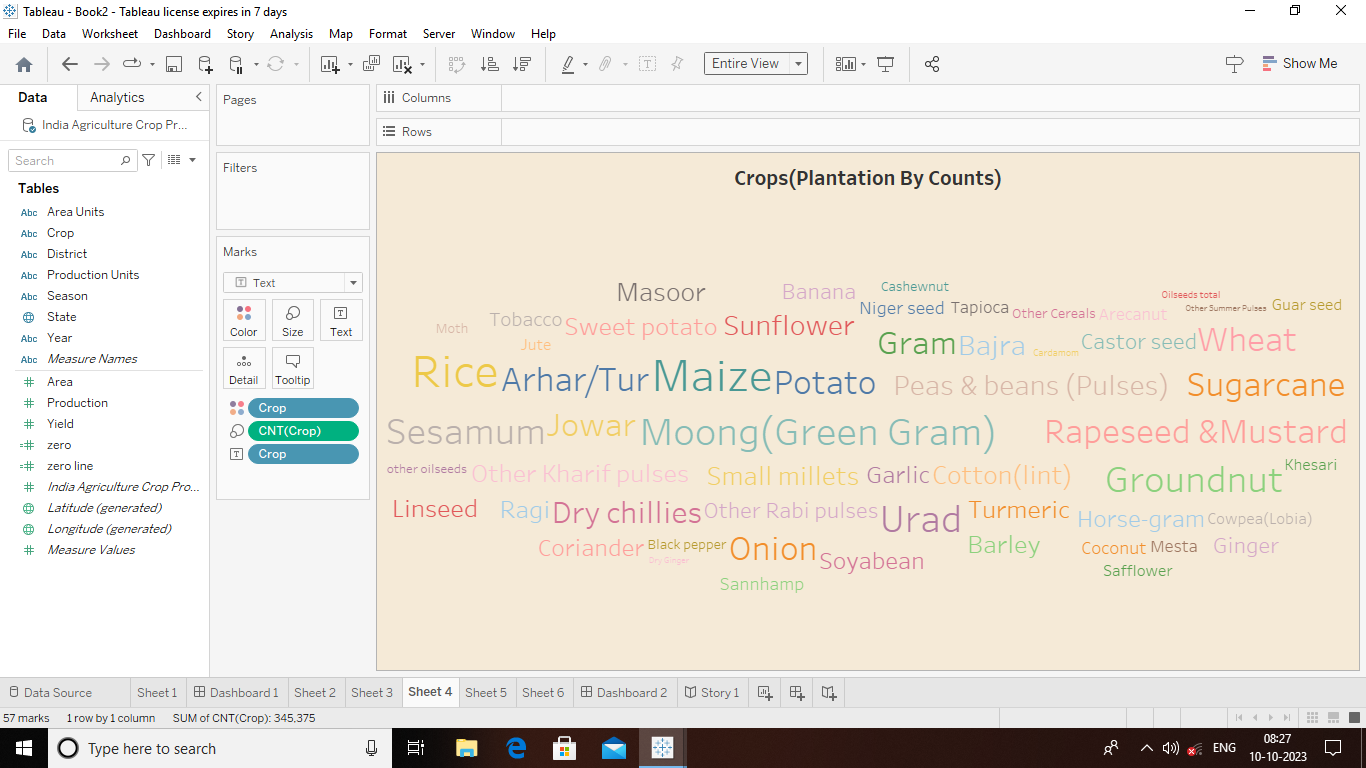 Tableau - Book2 - Tableau license expires in 7 days
File Data Worksheet Dashboard Story Analysis Map Format Server Window Help
Entire View
Show Me
Data Analytics
India Agriculture Crop Pr...
Search
Tables
Abc Area Units
Abc Crop
Abc District
Abc Production Units
Abc Season
State
Abc Year
Abc Measure Names
Area
Production
Yield
zero
zero line
India Agriculture Crop Pro...
Latitude (generated)
Longitude (generated)
Measure Values
Pages
Filters
Marks
Text
Color Size Text
Detail Tooltip
Crop
CNT(Crop)
Crop
Columns
Rows
Crops(Plantation By Counts)
Masoor Banana Cashewnut Oilseeds total
Niger seed Tapioca Other Cereals Arecanut Other Summer Pulses Guar seed
Moth Tobacco Sweet potato Sunflower
Jute Gram Bajra Cardamom Castor seed Wheat
Rice Arhar/Tur Maize Potato Peas & beans (Pulses) Sugarcane
Sesamum Jowar Moong(Green Gram) Rapeseed &Mustard
other oilseeds Other Kharif pulses Small millets Garlic Cotton(lint) Groundnut Khesari
Linseed Ragi Dry chillies Other Rabi pulses Urad Turmeric Horse-gram Cowpea(Lobia)
Coriander Black pepper Onion Soyabean Barley Coconut Mesta Ginger
Dry Ginger Safflower
Sannhamp
Data Source Sheet 1 Dashboard 1 Sheet 2 Sheet 3 Sheet 4 Sheet 5 Sheet 6 Dashboard 2 Story 1
57 marks 1 row by 1 column SUM of CNT(Crop): 345,375
Type here to search
ENG
08:27
10-10-2023